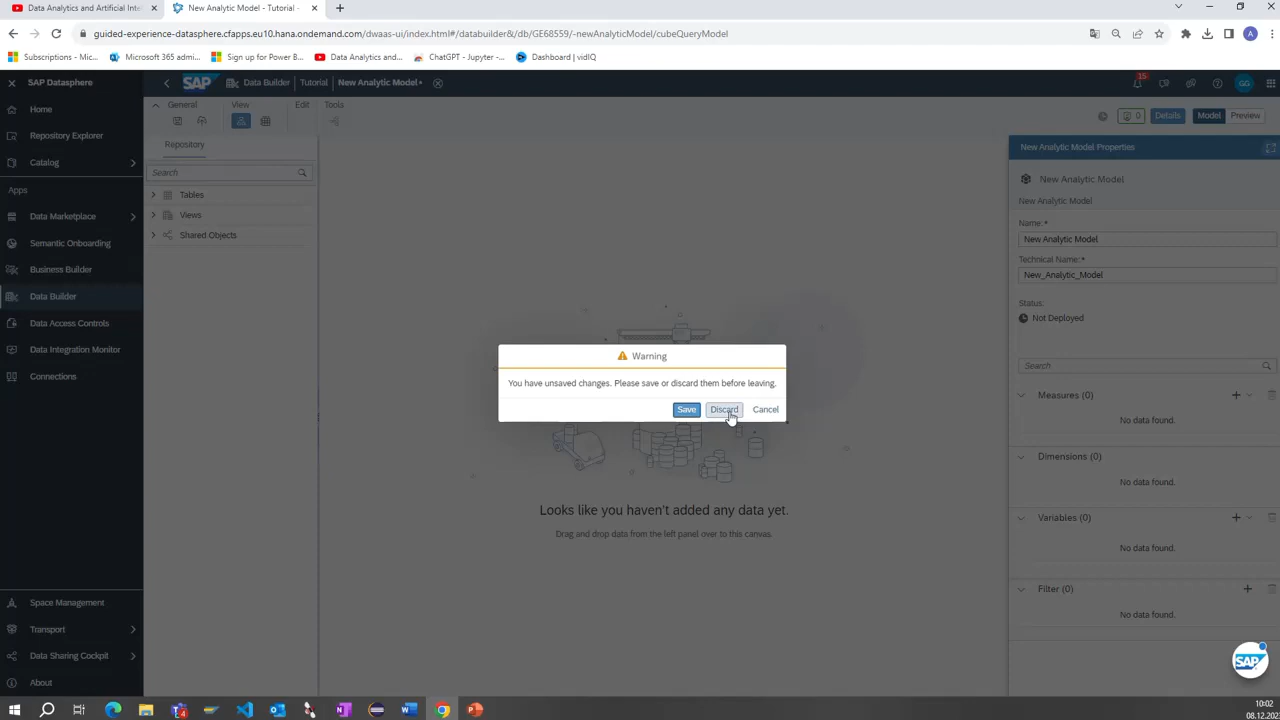 Data Analytics and Artificial Inte
New Analytic Model - Tutorial -
guided-experience-datasphere.cfapps.eu10.hana.ondemand.com/dwaas-ui/index.html#/databuilder&/db/GE68559/-newAnalyticModel/cubeQueryModel
A
Subscriptions - Mic...
Microsoft 365 admi...
Sign up for Power B...
Data Analytics and...
ChatGPT - Jupyter -...
Dashboard | vidIQ
SAP Datasphere
SAP
Data Builder
Tutorial
New Analytic Model*
15
GG
General
View
Edit
Tools
0
Details
Model
Preview
Home
Repository Explorer
Catalog
Apps
Data Marketplace
Semantic Onboarding
Business Builder
Data Builder
Data Access Controls
Data Integration Monitor
Connections
Space Management
Transport
Data Sharing Cockpit
About
Repository
Search
Tables
Views
Shared Objects
Warning
You have unsaved changes. Please save or discard them before leaving.
Save
Discard
Cancel
Looks like you haven't added any data yet.
Drag and drop data from the left panel over to this canvas.
New Analytic Model Properties
New Analytic Model
New Analytic Model
Name:*
New Analytic Model
Technical Name:*
New_Analytic_Model
Status:
Not Deployed
Search
Measures (0)
No data found.
Dimensions (0)
No data found.
Variables (0)
No data found.
Filter (0)
No data found.
SAP
10:02
08.12.202